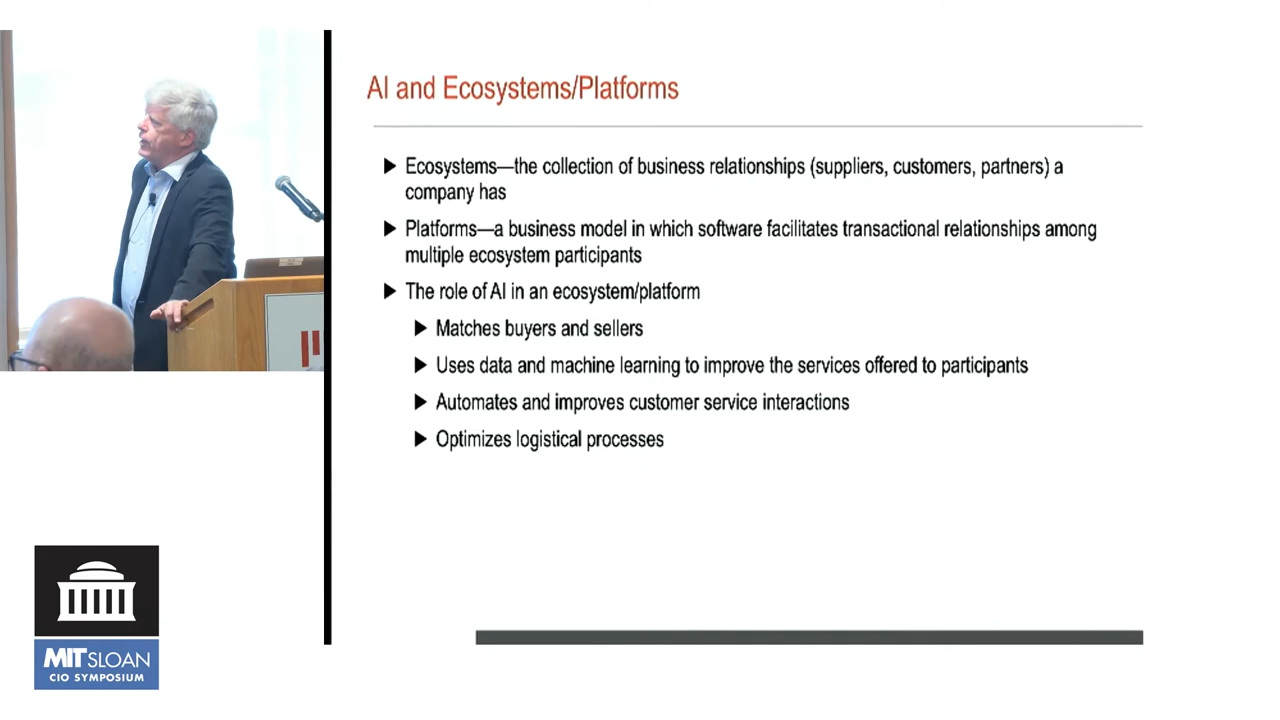 AI and Ecosystems/Platforms
▶ Ecosystems—the collection of business relationships (suppliers, customers, partners) a
company has
▶ Platforms—a business model in which software facilitates transactional relationships among
multiple ecosystem participants
▶ The role of AI in an ecosystem/platform
▶ Matches buyers and sellers
▶ Uses data and machine learning to improve the services offered to participants
▶ Automates and improves customer service interactions
▶ Optimizes logistical processes
MIT SLOAN
CIO SYMPOSIUM